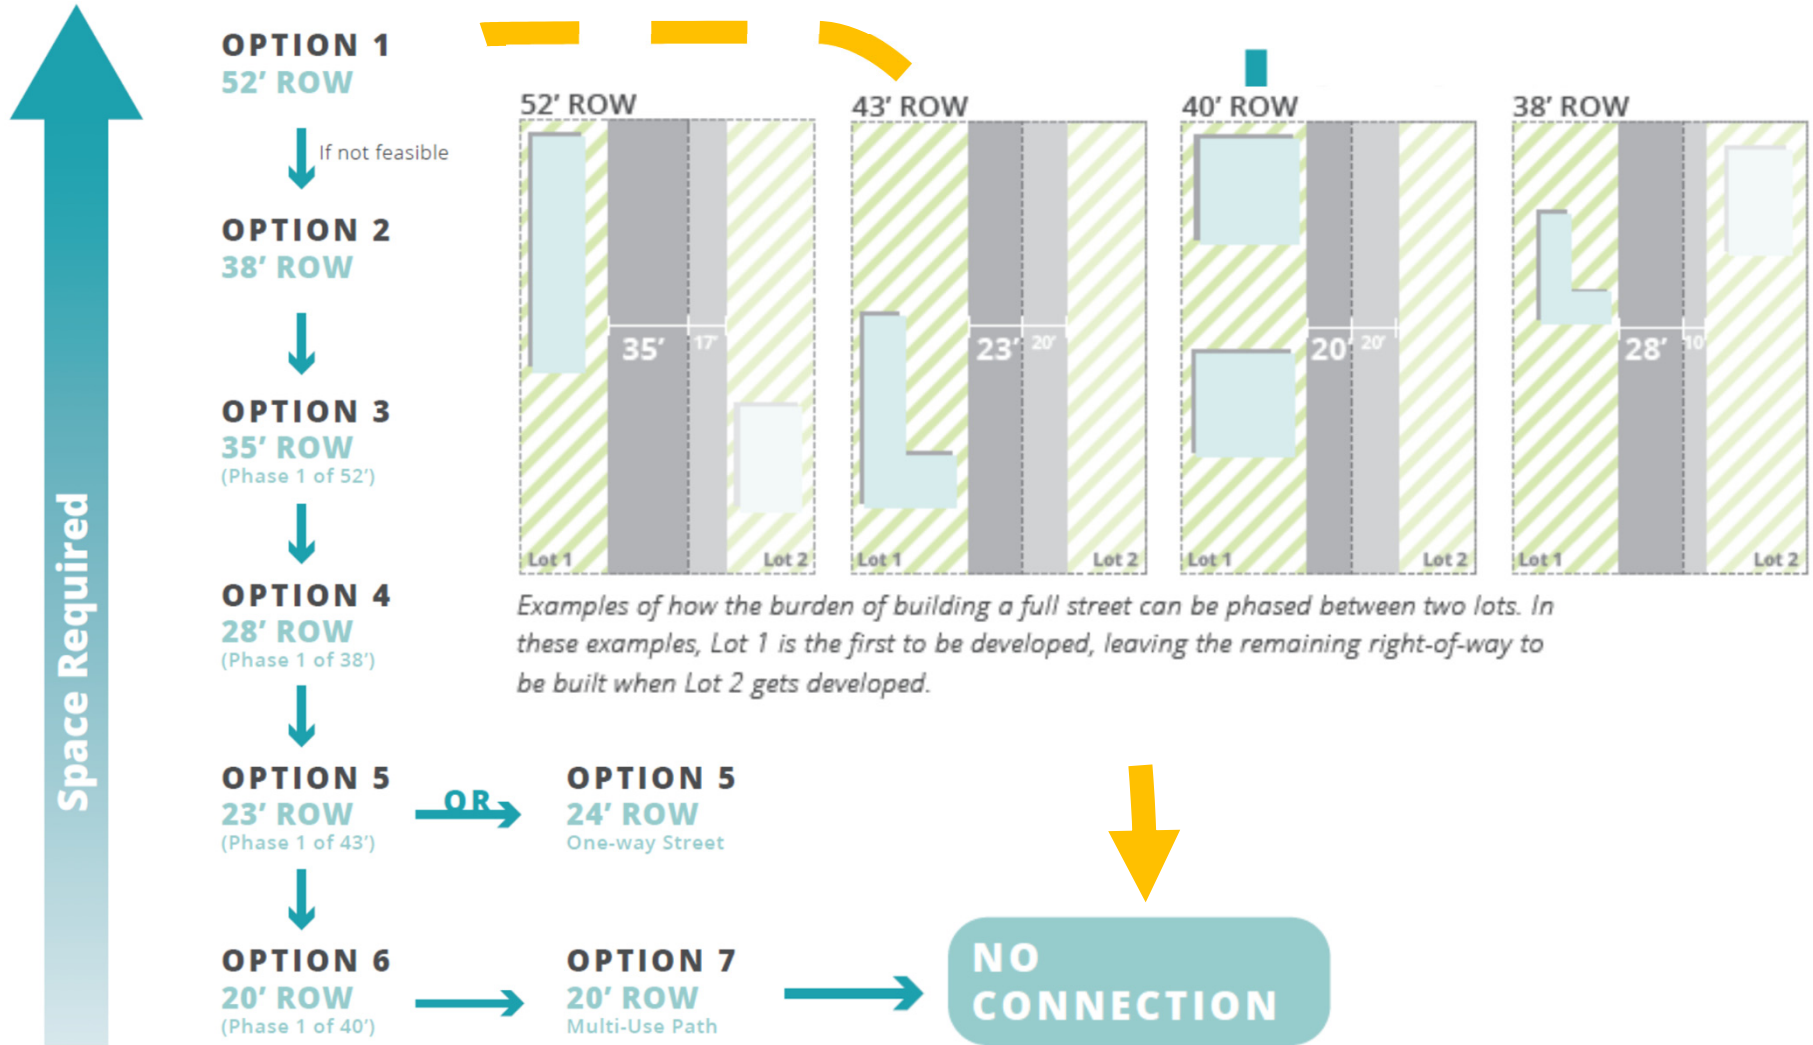 Space Required
OPTION 1
52’ ROW
If not feasible
OPTION 2
38’ ROW
OPTION 3
35’ ROW
(Phase 1 of 52’)
OPTION 4
28’ ROW
(Phase 1 of 38’)
OPTION 5
23’ ROW
(Phase 1 of 43’)
OR
OPTION 5
24’ ROW
One-way Street
OPTION 6
20’ ROW
(Phase 1 of 40’)
OPTION 7
20’ ROW
Multi-Use Path
NO
CONNECTION
52’ ROW
35’ 17’
Lot 1 Lot 2
43’ ROW
23’ 20’
Lot 1 Lot 2
40’ ROW
20’ 20’
Lot 1 Lot 2
38’ ROW
28’ 10’
Lot 1 Lot 2
Examples of how the burden of building a full street can be phased between two lots. In
these examples, Lot 1 is the first to be developed, leaving the remaining right-of-way to
be built when Lot 2 gets developed.